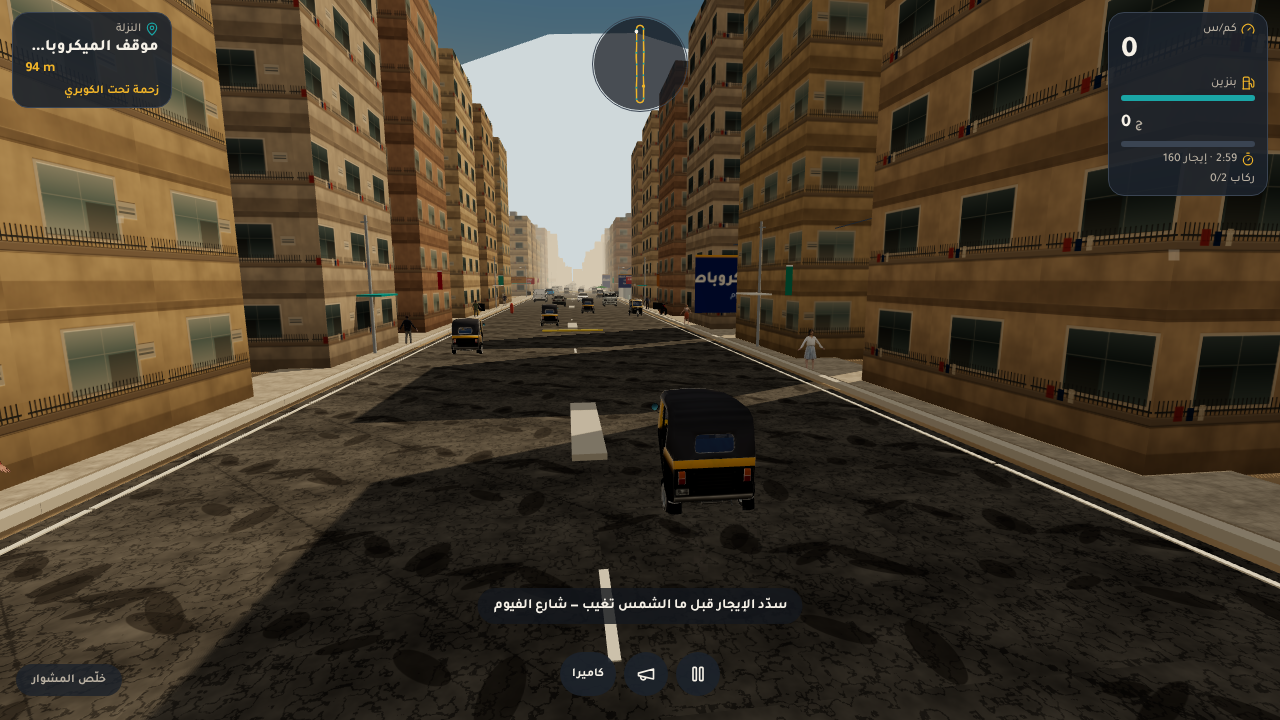 النزلة
موقف الميكروبا...
94 m
زحمة تحت الكوبري
كم/س
0
بنزين
0 ج
2:59 · إيجار 160
ركاب 0/2
كروباص
سدّد الإيجار قبل ما الشمس تغيب – شارع الفيوم
كاميرا
خلّص المشوار